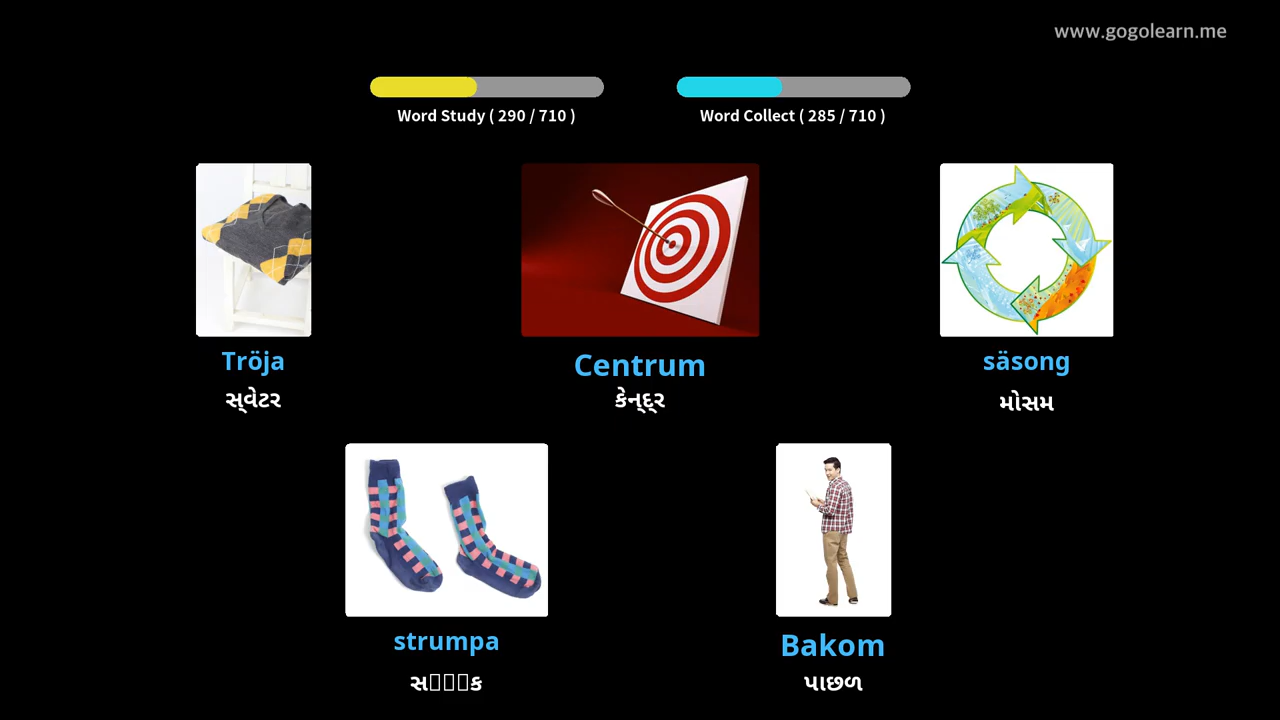 www.gogolearn.me
Word Study ( 290 / 710 )
Word Collect ( 285 / 710 )
Tröja
સ્વેટર
Centrum
કેન્દ્ર
säsong
મોસમ
strumpa
Bakom
પાછળ